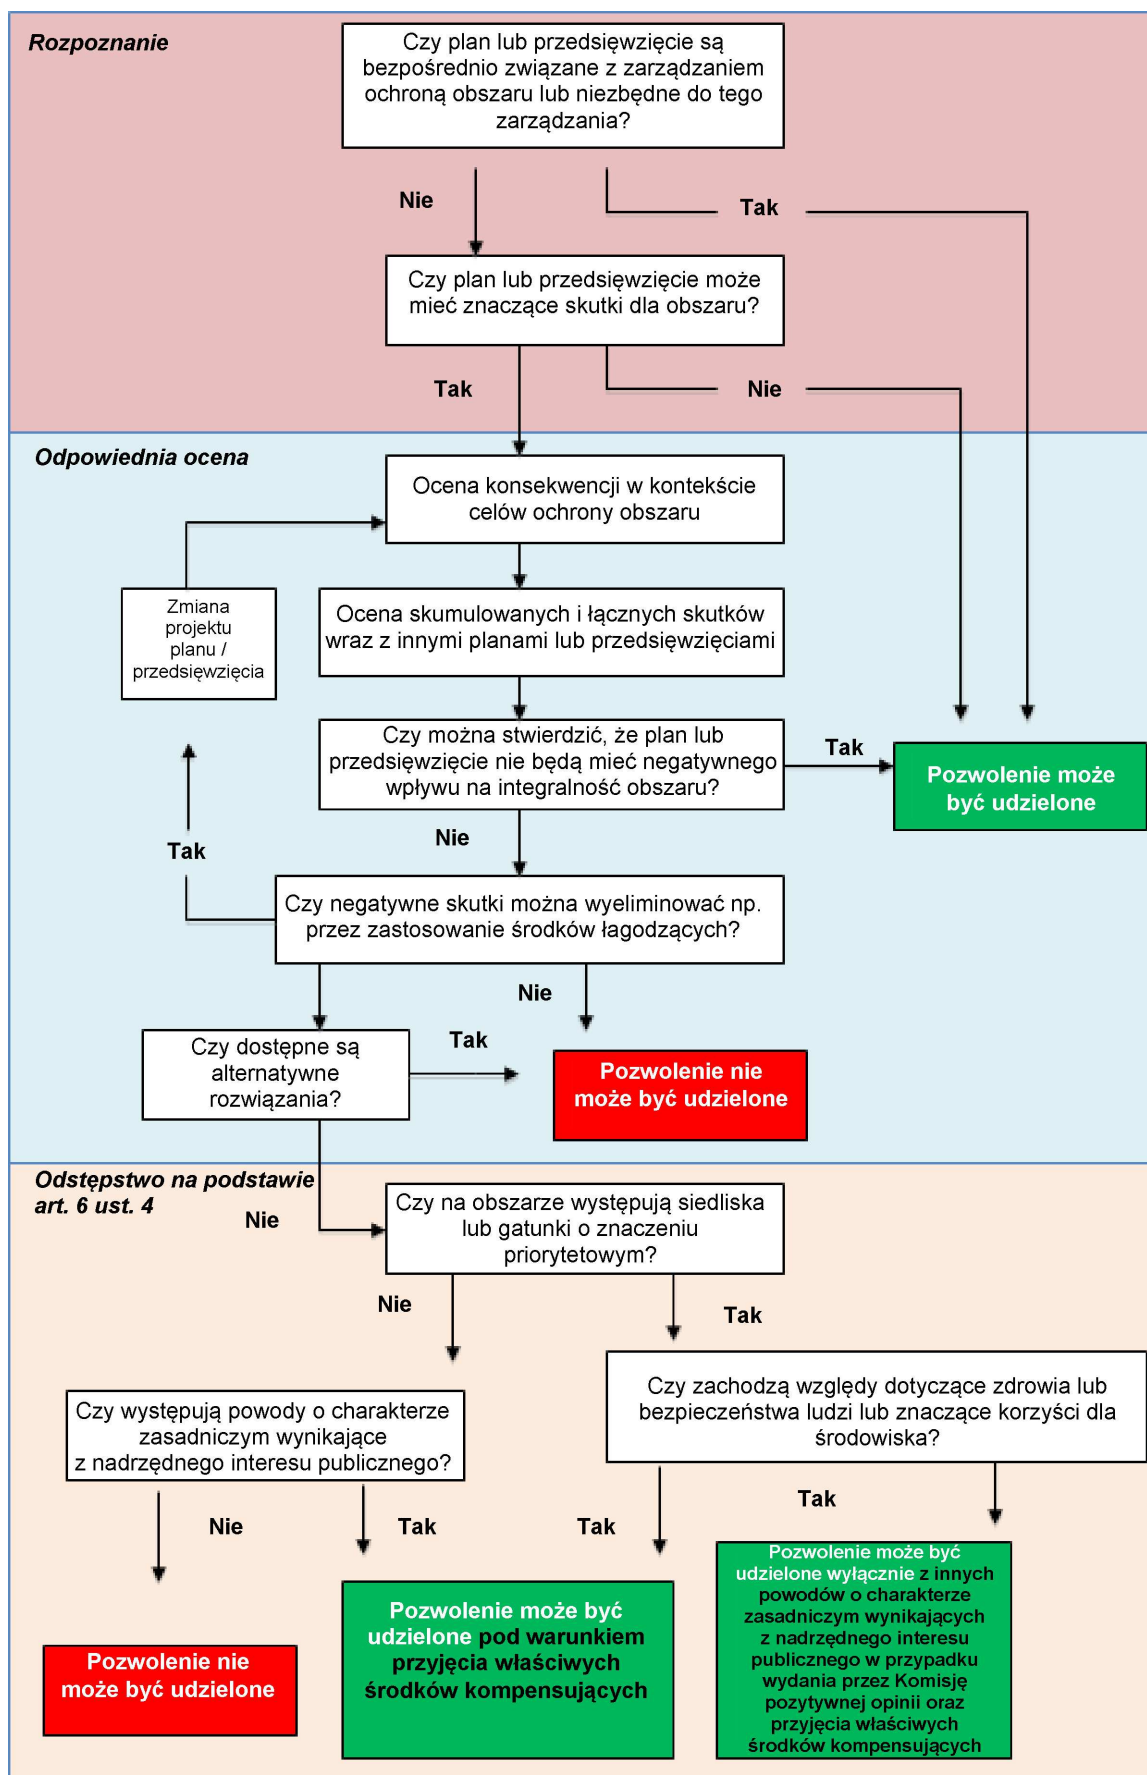 Rozpoznanie
Czy plan lub przedsięwzięcie są
bezpośrednio związane z zarządzaniem
ochroną obszaru lub niezbędne do tego
zarządzania?
Nie
Tak
Czy plan lub przedsięwzięcie może
mieć znaczące skutki dla obszaru?
Tak
Nie
Odpowiednia ocena
Ocena konsekwencji w kontekście
celów ochrony obszaru
Zmiana
projektu
planu /
przedsięwzięcia
Ocena skumulowanych i łącznych skutków
wraz z innymi planami lub przedsięwzięciami
Czy można stwierdzić, że plan lub
przedsięwzięcie nie będą mieć negatywnego
wpływu na integralność obszaru?
Tak
Pozwolenie może
być udzielone
Nie
Tak
Czy negatywne skutki można wyeliminować np.
przez zastosowanie środków łagodzących?
Nie
Czy dostępne są
alternatywne
rozwiązania?
Tak
Pozwolenie nie
może być udzielone
Odstępstwo na podstawie
art. 6 ust. 4
Nie
Czy na obszarze występują siedliska
lub gatunki o znaczeniu
priorytetowym?
Nie
Tak
Czy występują powody o charakterze
zasadniczym wynikające
z nadrzędnego interesu publicznego?
Czy zachodzą względy dotyczące zdrowia lub
bezpieczeństwa ludzi lub znaczące korzyści dla
środowiska?
Nie
Tak
Tak
Tak
Pozwolenie nie
może być udzielone
Pozwolenie może być
udzielone pod warunkiem
przyjęcia właściwych
środków kompensujących
Pozwolenie może być
udzielone wyłącznie z innych
powodów o charakterze
zasadniczym wynikających
z nadrzędnego interesu
publicznego w przypadku
wydania przez Komisję
pozytywnej opinii oraz
przyjęcia właściwych
środków kompensujących